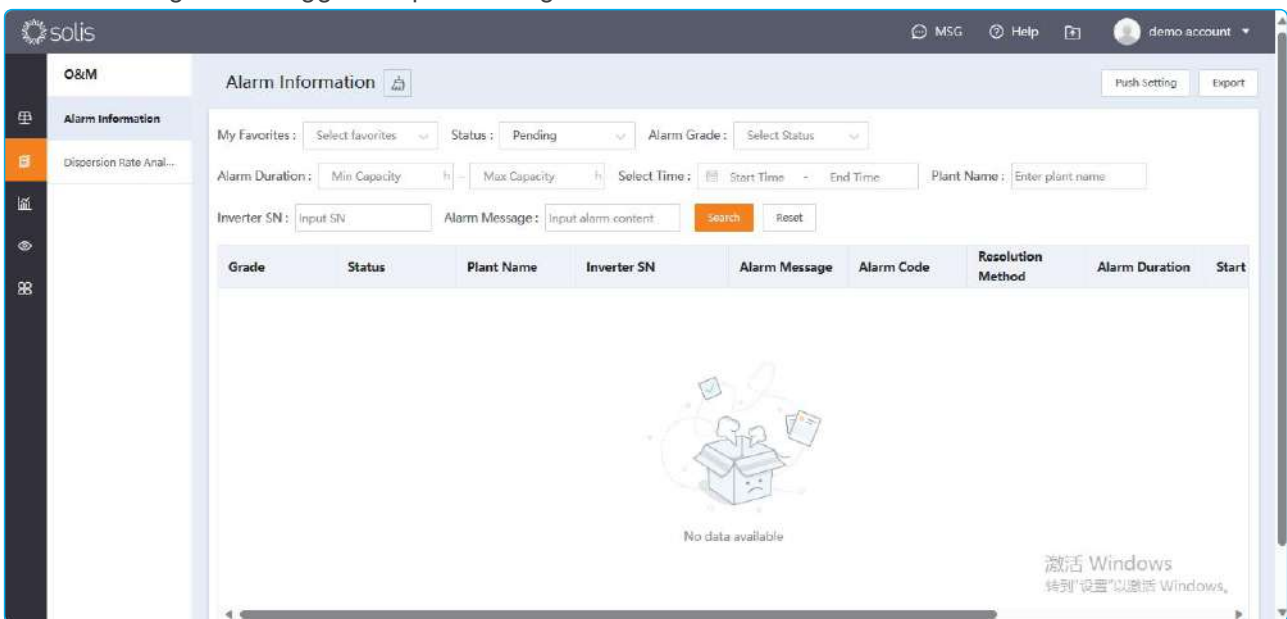 solis
MSG
Help
demo account
O&M
Alarm Information
Dispersion Rate Anal...
Alarm Information
Push Setting
Export
My Favorites : Select favorites
Status : Pending
Alarm Grade : Select Status
Alarm Duration : Min Capacity h – Max Capacity h
Select Time : Start Time - End Time
Plant Name : Enter plant name
Inverter SN : Input SN
Alarm Message : Input alarm content
Search
Reset
Grade Status Plant Name Inverter SN Alarm Message Alarm Code Resolution Method Alarm Duration Start
No data available
激活 Windows
转到"设置"以激活 Windows。